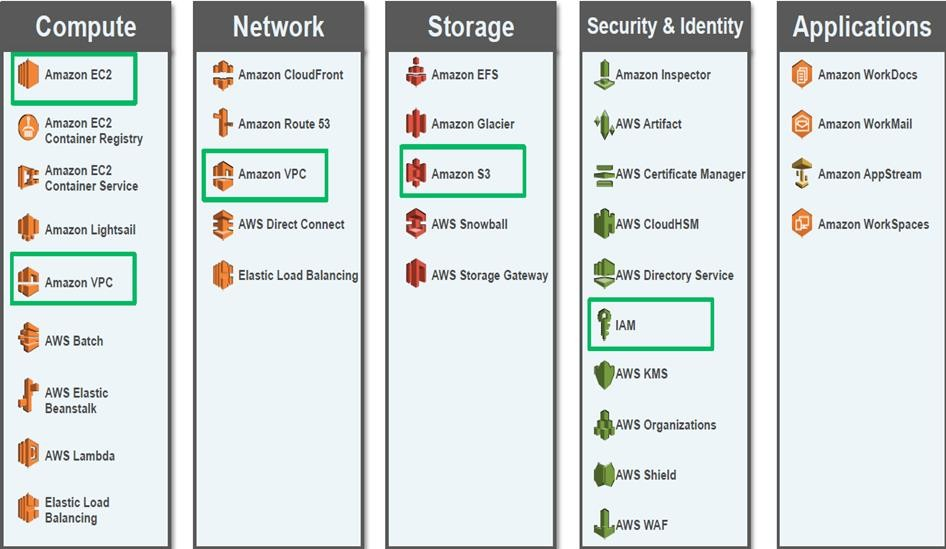 Compute
Amazon EC2
Amazon EC2
Container Registry
Amazon EC2
Container Service
Amazon Lightsail
Amazon VPC
AWS Batch
AWS Elastic
Beanstalk
AWS Lambda
Elastic Load
Balancing
Network
Amazon CloudFront
Amazon Route 53
Amazon VPC
AWS Direct Connect
Elastic Load Balancing
Storage
Amazon EFS
Amazon Glacier
Amazon S3
AWS Snowball
AWS Storage Gateway
Security & Identity
Amazon Inspector
AWS Artifact
AWS Certificate Manager
AWS CloudHSM
AWS Directory Service
IAM
AWS KMS
AWS Organizations
AWS Shield
AWS WAF
Applications
Amazon WorkDocs
Amazon WorkMail
Amazon AppStream
Amazon WorkSpaces